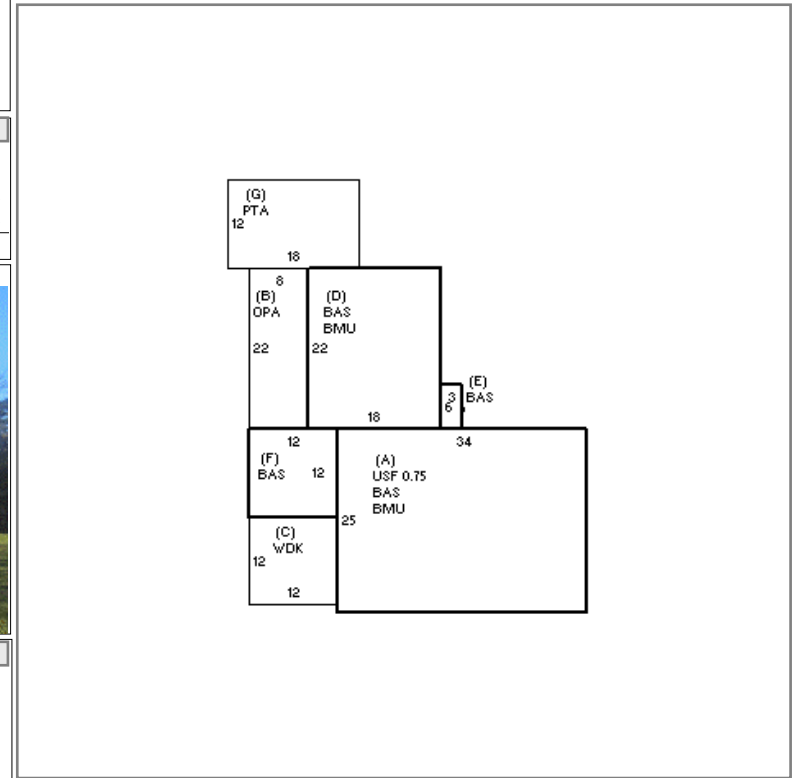 (G)
PTA
12
18
8
(B)
OPA
22
(D)
BAS
BMU
22
18
(E)
BAS
3
6
12
(F)
BAS
12
34
(A)
USF 0.75
BAS
BMU
25
(C)
WDK
12
12